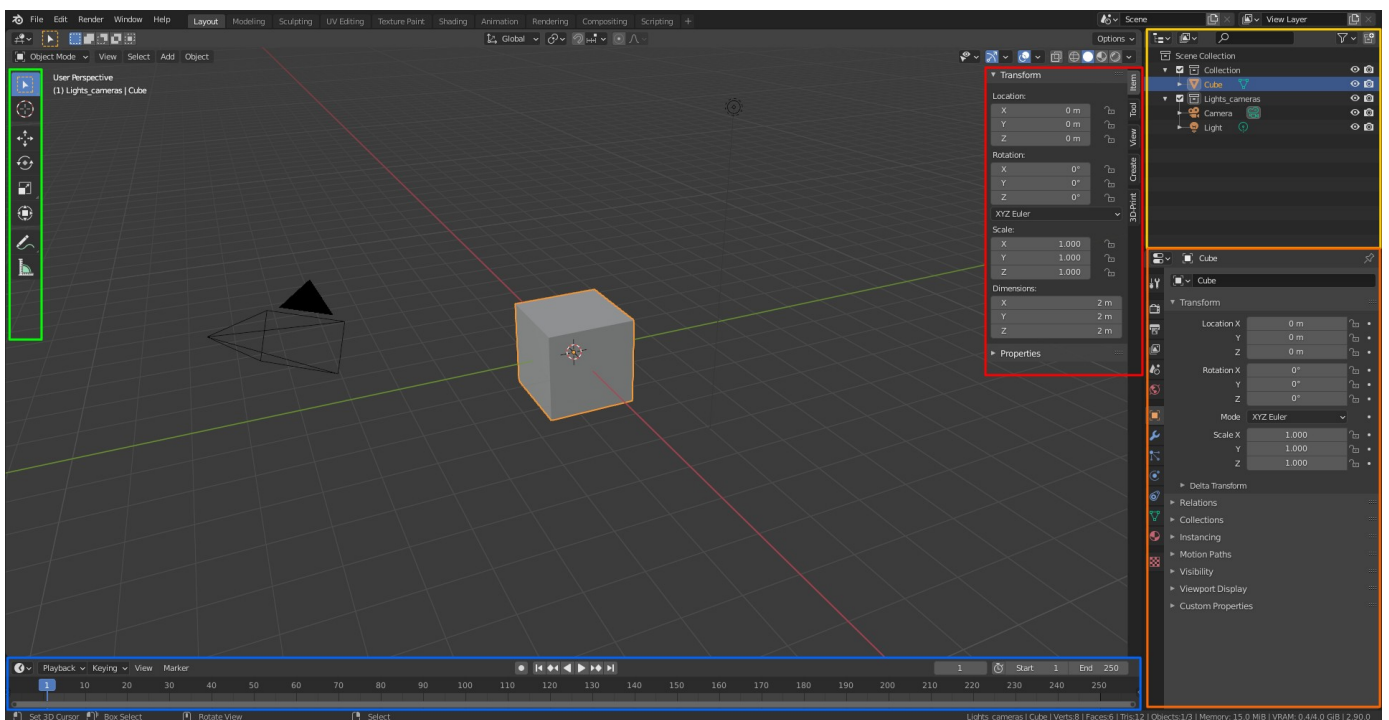 File Edit Render Window Help Layout Modeling Sculpting UV Editing Texture Paint Shading Animation Rendering Compositing Scripting + Scene View Layer
Global Options
Object Mode View Select Add Object
User Perspective
(1) Lights_cameras | Cube
Transform
Location:
X 0 m
Y 0 m
Z 0 m
Rotation:
X 0°
Y 0°
Z 0°
XYZ Euler
Scale:
X 1.000
Y 1.000
Z 1.000
Dimensions:
X 2 m
Y 2 m
Z 2 m
Properties
Item
Tool
View
Create
3D-Print
Scene Collection
Collection
Cube
Lights_cameras
Camera
Light
Cube
Cube
Transform
Location X 0 m
Y 0 m
Z 0 m
Rotation X 0°
Y 0°
Z 0°
Mode XYZ Euler
Scale X 1.000
Y 1.000
Z 1.000
Delta Transform
Relations
Collections
Instancing
Motion Paths
Visibility
Viewport Display
Custom Properties
Playback Keying View Marker 1 Start 1 End 250
1 10 20 30 40 50 60 70 80 90 100 110 120 130 140 150 160 170 180 190 200 210 220 230 240 250
Set 3D Cursor Box Select Rotate View Select Lights_cameras | Cube | Verts:8 | Faces:6 | Tris:12 | Objects:1/3 | Memory: 15.0 MiB | VRAM: 0.4/4.0 GiB | 2.90.0